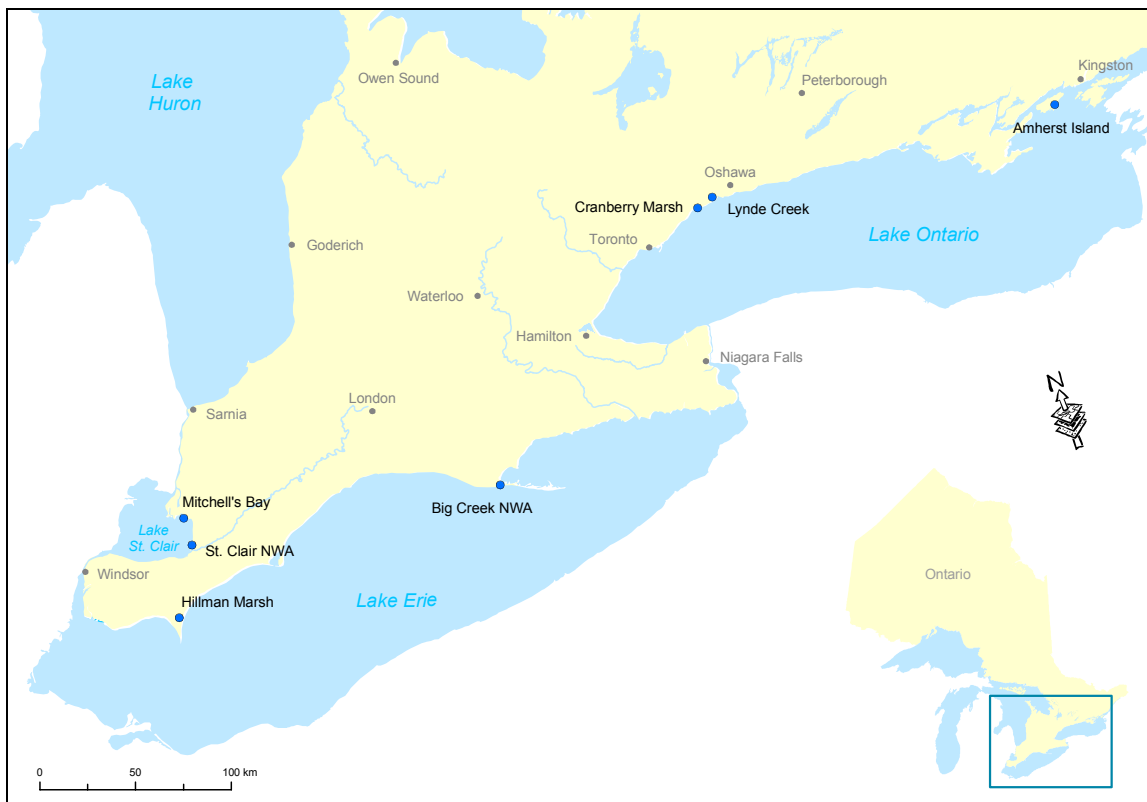 Lake
Huron
Owen Sound
Peterborough
Kingston
Amherst Island
Oshawa
Cranberry Marsh
Lynde Creek
Toronto
Lake Ontario
Goderich
Waterloo
Hamilton
Niagara Falls
N
Sarnia
London
Mitchell's Bay
Big Creek NWA
Lake
St. Clair
St. Clair NWA
Windsor
Ontario
Hillman Marsh
Lake Erie
0
50
100 km